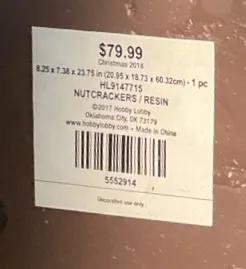 $79.99
Christmas 2018
8.25 x 7.38 x 23.75 in (20.95 x 18.73 x 60.32cm) - 1 pc
HL9147715
NUTCRACKERS / RESIN
©2017 Hobby Lobby
Oklahoma City, OK 73179
www.hobbylobby.com - Made in China
5552914
Decorative use only